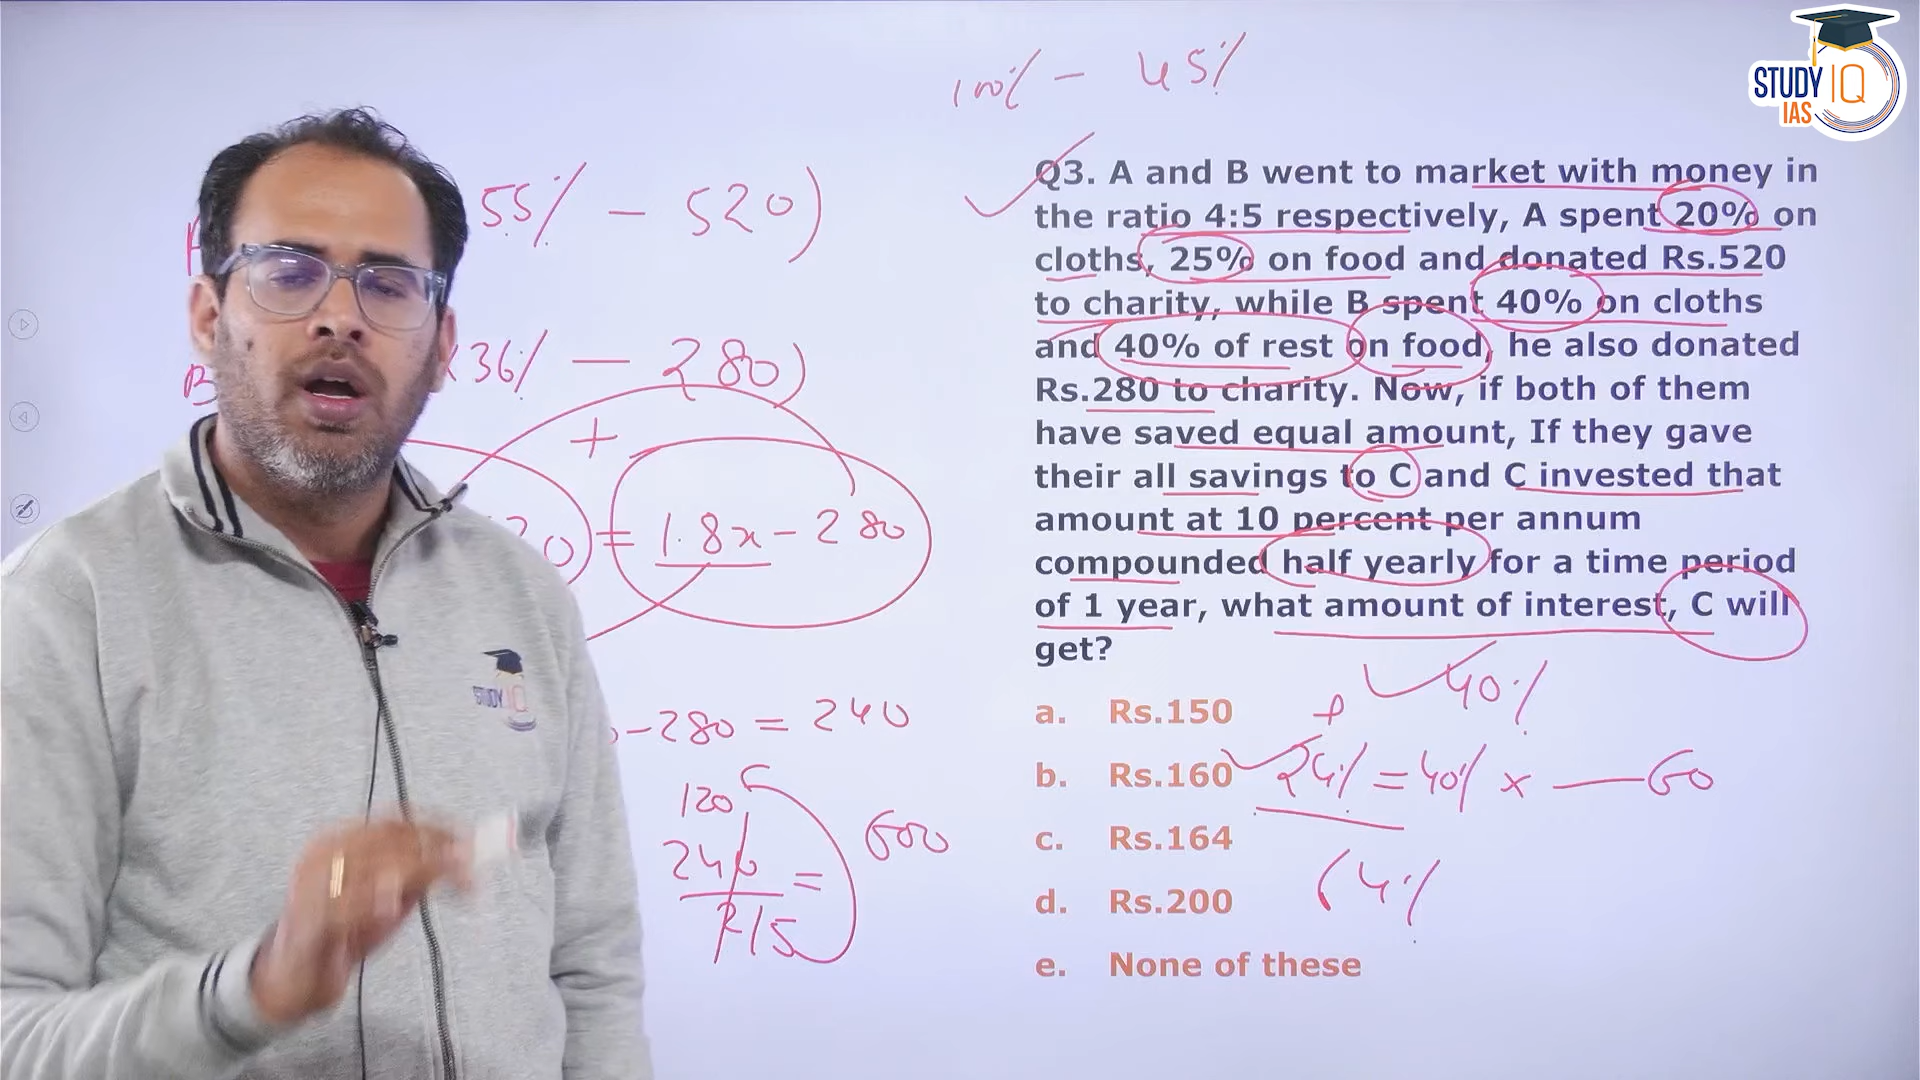 100% - 45%
STUDY IQ
IAS
Q3. A and B went to market with money in
the ratio 4:5 respectively, A spent 20% on
cloths, 25% on food and donated Rs.520
to charity, while B spent 40% on cloths
and 40% of rest on food, he also donated
Rs.280 to charity. Now, if both of them
have saved equal amount, If they gave
their all savings to C and C invested that
amount at 10 percent per annum
compounded half yearly for a time period
of 1 year, what amount of interest, C will
get?
a. Rs.150
b. Rs.160
c. Rs.164
d. Rs.200
e. None of these
55% - 520)
B 36% - 280)
+
20 = 1.8x - 280
-280 = 240
120
240
=
600
40%
+
24% = 40% × 60
64%
STUDY IQ